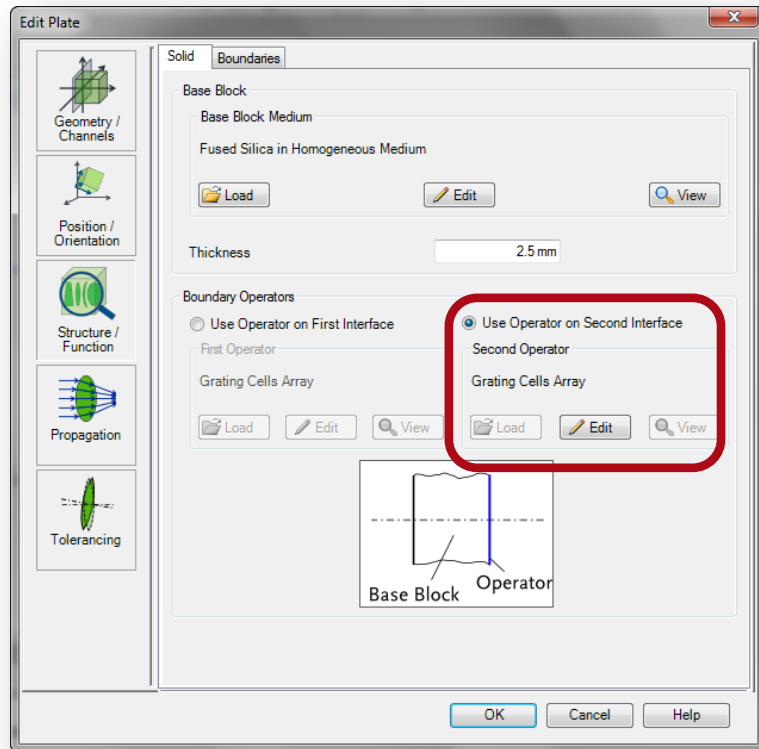 Edit Plate
Geometry /
Channels
Position /
Orientation
Structure /
Function
Propagation
Tolerancing
Solid Boundaries
Base Block
Base Block Medium
Fused Silica in Homogeneous Medium
Load Edit View
Thickness 2.5 mm
Boundary Operators
Use Operator on First Interface
First Operator
Grating Cells Array
Load Edit View
Use Operator on Second Interface
Second Operator
Grating Cells Array
Load Edit View
Base Block Operator
OK Cancel Help